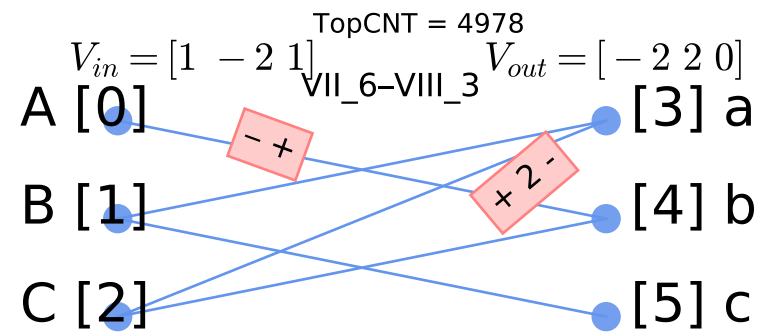 TopCNT = 4978
V_in = [1 −2 1] V_out = [−2 2 0]
VII_6–VIII_3
A [0] [3] a
− +
+ 2 -
B [1] [4] b
C [2] [5] c